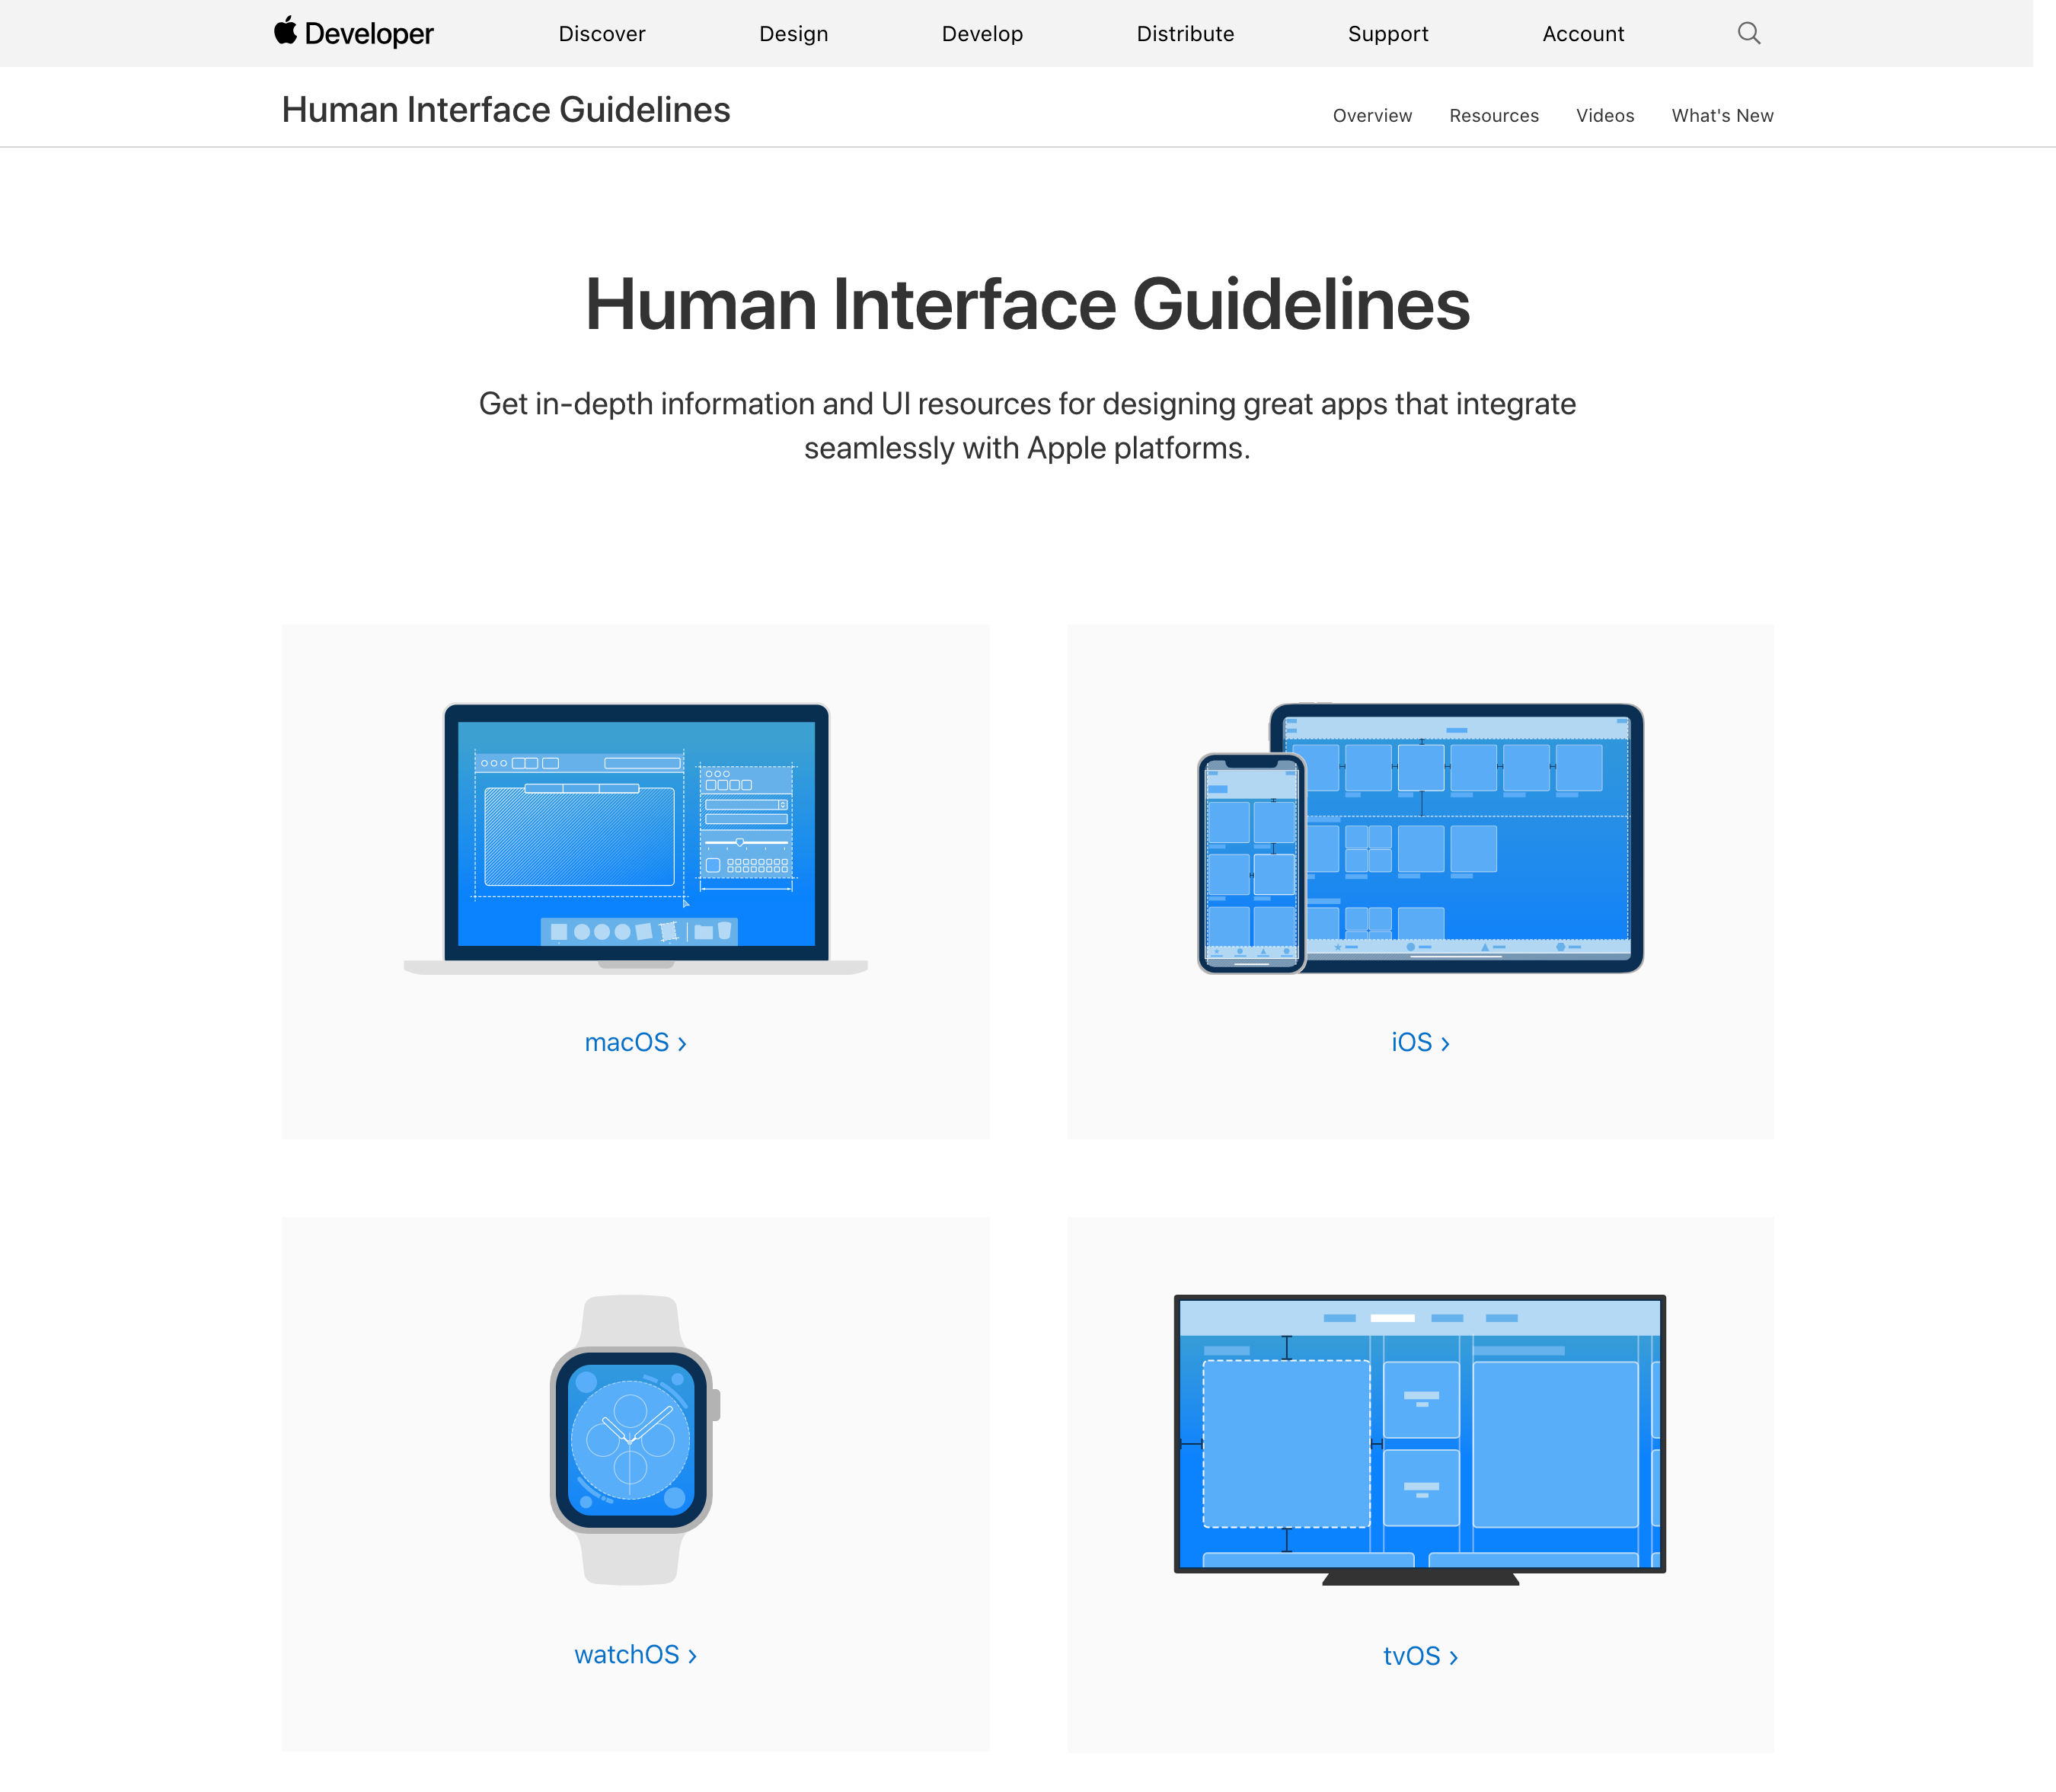 Developer
Discover
Design
Develop
Distribute
Support
Account
Human Interface Guidelines
Overview
Resources
Videos
What's New
Human Interface Guidelines
Get in-depth information and UI resources for designing great apps that integrate
seamlessly with Apple platforms.
macOS ›
iOS ›
watchOS ›
tvOS ›